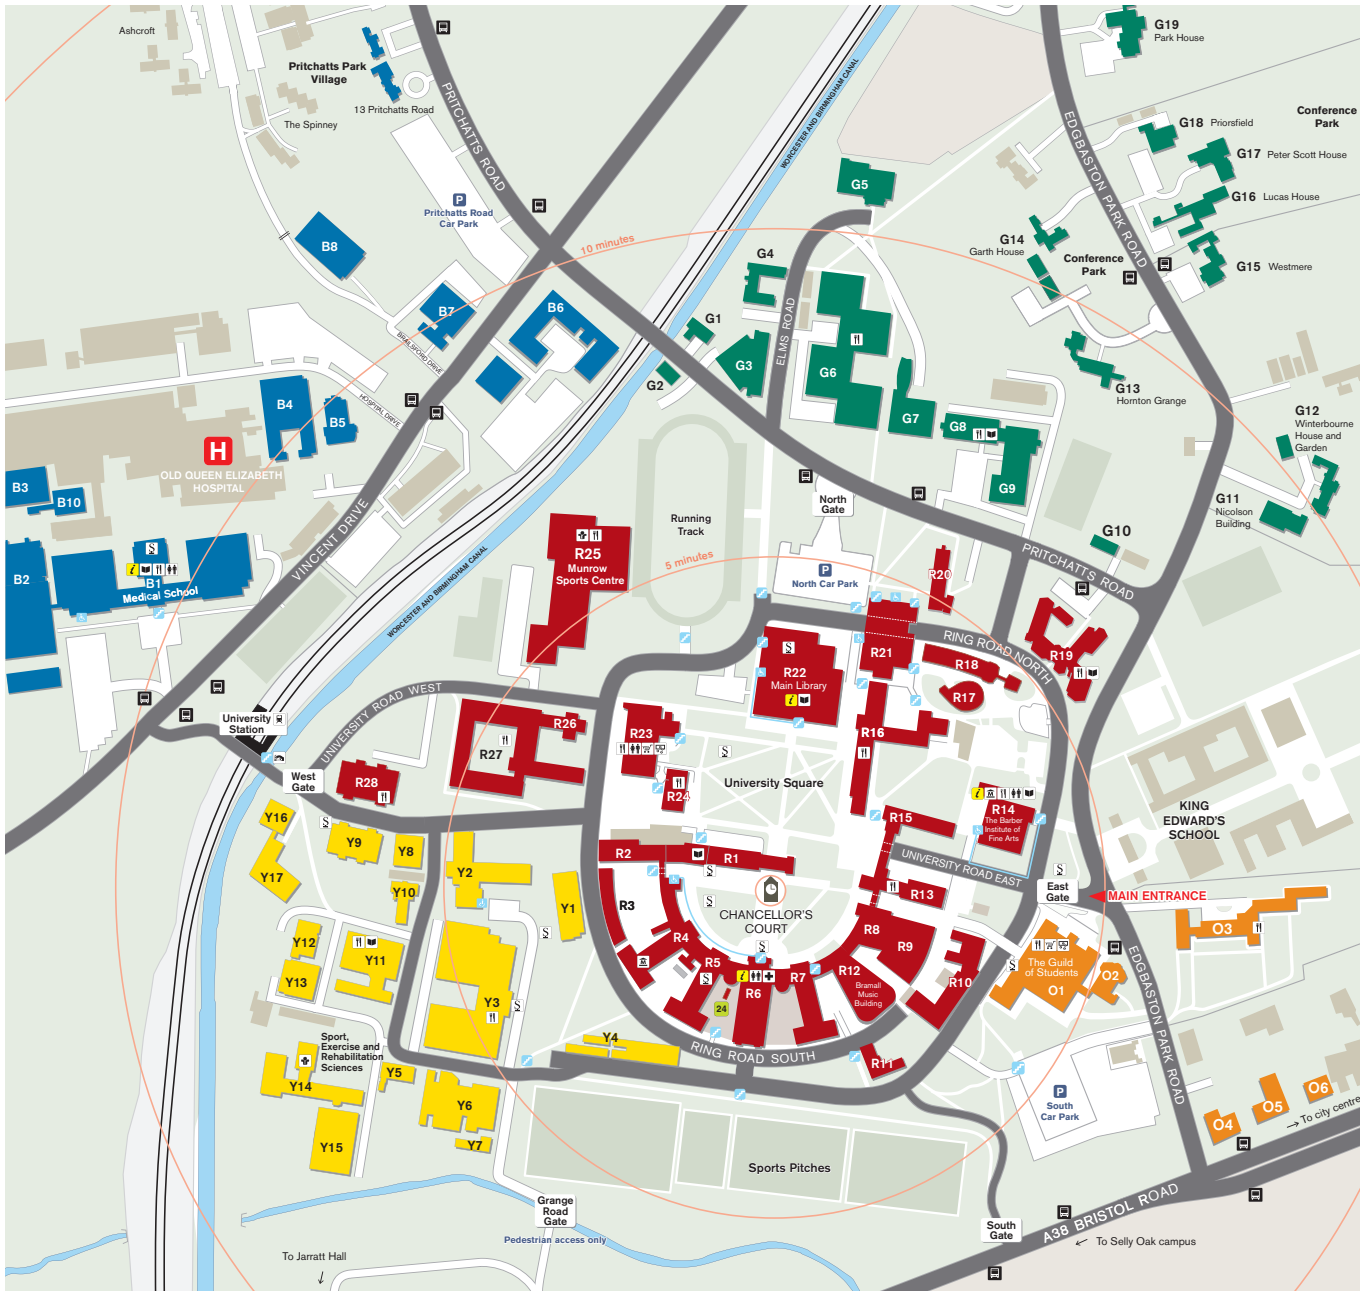 Ashcroft
Pritchatts Park
Village
13 Pritchatts Road
The Spinney
PRITCHATTS ROAD
P
Pritchatts Road
Car Park
WORCESTER AND BIRMINGHAM CANAL
G19
Park House
EDGBASTON PARK ROAD
Conference
Park
G18 Priorsfield
G17 Peter Scott House
G16 Lucas House
G15 Westmere
G14
Garth House
Conference
Park
G5
G4
10 minutes
B8
B7
B6
BRAILSFORD DRIVE
G1
G2
G3
ELMS ROAD
G6
G7
G8
G9
G13
Hornton Grange
G12
Winterbourne
House and
Garden
G11
Nicolson
Building
G10
B4
B5
HOSPITAL DRIVE
H
OLD QUEEN ELIZABETH
HOSPITAL
B3
B10
B2
B1
Medical School
VINCENT DRIVE
WORCESTER AND BIRMINGHAM CANAL
R25
Munrow
Sports Centre
Running
Track
5 minutes
North
Gate
P
North Car Park
PRITCHATTS ROAD
R20
RING ROAD NORTH
R21
R22
Main Library
R18
R17
R19
R16
University
Station
UNIVERSITY ROAD WEST
West
Gate
R26
R27
R28
R23
R24
University Square
R14
The Barber
Institute of
Fine Arts
R15
UNIVERSITY ROAD EAST
R13
KING
EDWARD'S
SCHOOL
East
Gate
MAIN ENTRANCE
Y16
Y17
Y9
Y8
Y10
Y2
Y1
R2
R1
R3
R4
R5
R6
R7
R8
R9
R10
R12
Bramall
Music
Building
R11
24
CHANCELLOR'S
COURT
The Guild
of Students
O1
O2
O3
Y12
Y13
Y11
Y3
Y4
RING ROAD SOUTH
Sport,
Exercise and
Rehabilitation
Sciences
Y14
Y5
Y6
Y7
Y15
EDGBASTON PARK ROAD
P
South
Car Park
O4
O5
O6
To city centre
Sports Pitches
Grange
Road
Gate
Pedestrian access only
South
Gate
A38 BRISTOL ROAD
To Selly Oak campus
To Jarratt Hall